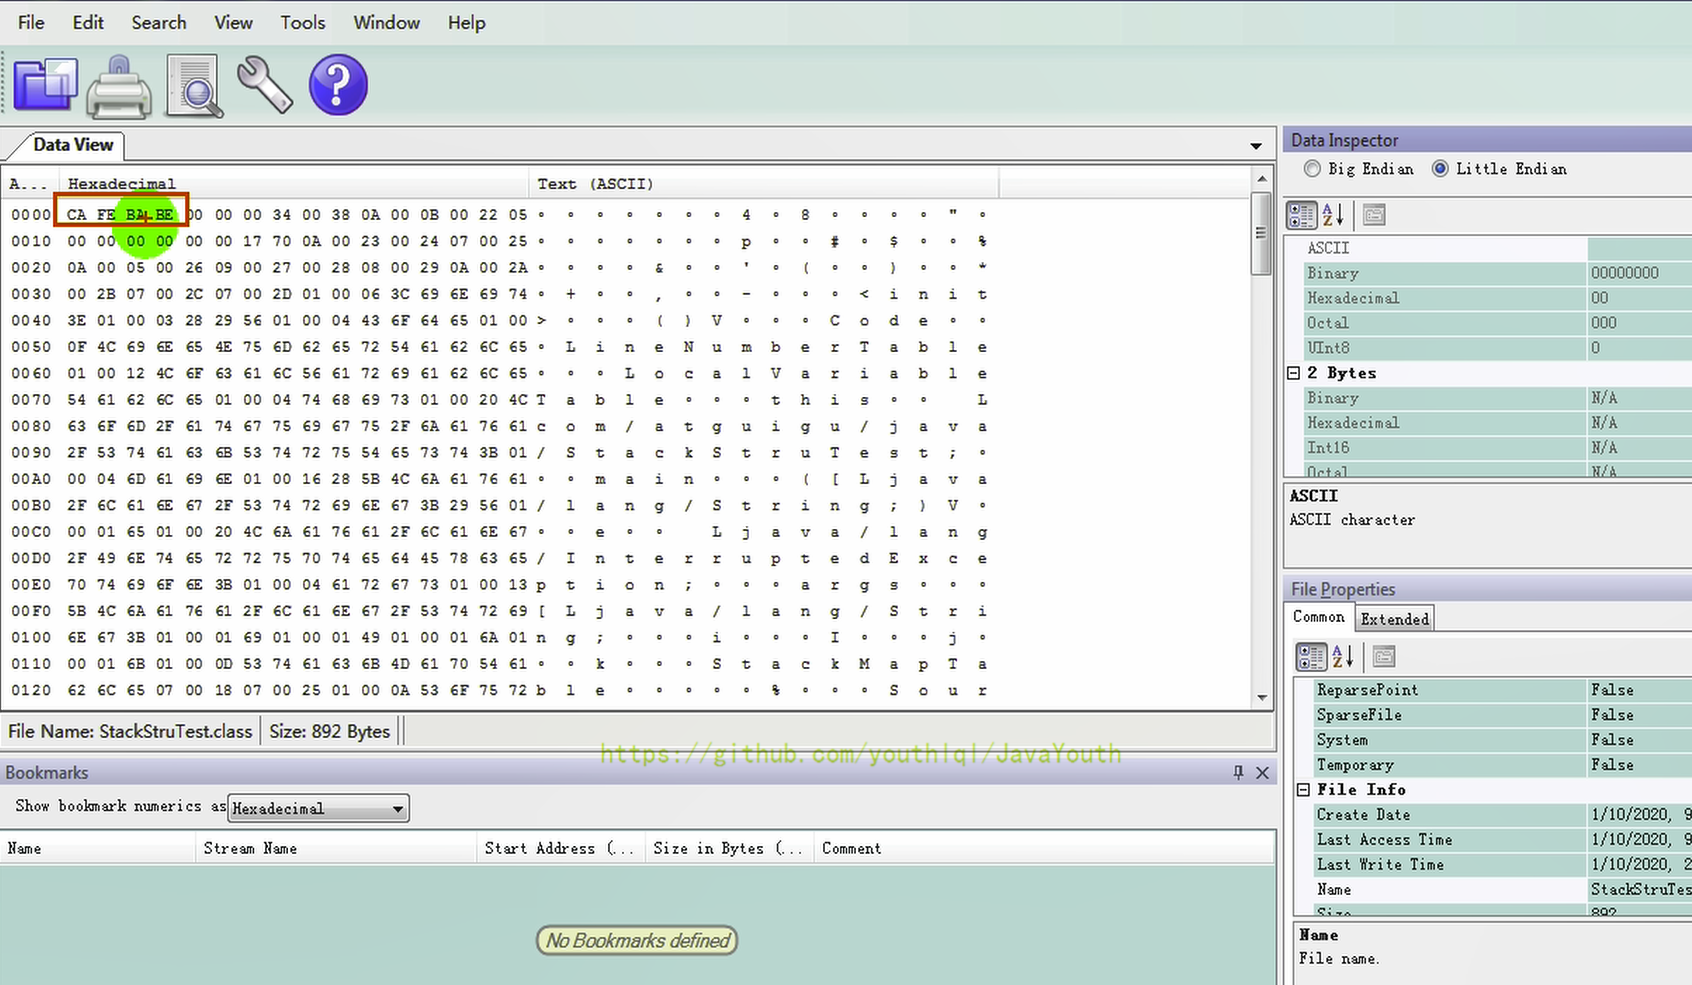 File Edit Search View Tools Window Help
Data View
A... Hexadecimal Text (ASCII)
0000 CA FE BA BE 00 00 00 34 00 38 0A 00 0B 00 22 05 ∘ ∘ ∘ ∘ ∘ ∘ ∘ 4 ∘ 8 ∘ ∘ ∘ ∘ " ∘
0010 00 00 00 00 00 00 17 70 0A 00 23 00 24 07 00 25 ∘ ∘ ∘ ∘ ∘ ∘ ∘ p ∘ ∘ # ∘ $ ∘ ∘ %
0020 0A 00 05 00 26 09 00 27 00 28 08 00 29 0A 00 2A ∘ ∘ ∘ ∘ & ∘ ∘ ' ∘ ( ∘ ∘ ) ∘ ∘ *
0030 00 2B 07 00 2C 07 00 2D 01 00 06 3C 69 6E 69 74 ∘ + ∘ ∘ , ∘ ∘ - ∘ ∘ ∘ < i n i t
0040 3E 01 00 03 28 29 56 01 00 04 43 6F 64 65 01 00 > ∘ ∘ ∘ ( ) V ∘ ∘ ∘ C o d e ∘ ∘
0050 0F 4C 69 6E 65 4E 75 6D 62 65 72 54 61 62 6C 65 ∘ L i n e N u m b e r T a b l e
0060 01 00 12 4C 6F 63 61 6C 56 61 72 69 61 62 6C 65 ∘ ∘ ∘ L o c a l V a r i a b l e
0070 54 61 62 6C 65 01 00 04 74 68 69 73 01 00 20 4C T a b l e ∘ ∘ ∘ t h i s ∘ ∘ L
0080 63 6F 6D 2F 61 74 67 75 69 67 75 2F 6A 61 76 61 c o m / a t g u i g u / j a v a
0090 2F 53 74 61 63 6B 53 74 72 75 54 65 73 74 3B 01 / S t a c k S t r u T e s t ; ∘
00A0 00 04 6D 61 69 6E 01 00 16 28 5B 4C 6A 61 76 61 ∘ ∘ m a i n ∘ ∘ ∘ ( [ L j a v a
00B0 2F 6C 61 6E 67 2F 53 74 72 69 6E 67 3B 29 56 01 / l a n g / S t r i n g ; ) V ∘
00C0 00 01 65 01 00 20 4C 6A 61 76 61 2F 6C 61 6E 67 ∘ ∘ e ∘ ∘ L j a v a / l a n g
00D0 2F 49 6E 74 65 72 72 75 70 74 65 64 45 78 63 65 / I n t e r r u p t e d E x c e
00E0 70 74 69 6F 6E 3B 01 00 04 61 72 67 73 01 00 13 p t i o n ; ∘ ∘ ∘ a r g s ∘ ∘ ∘
00F0 5B 4C 6A 61 76 61 2F 6C 61 6E 67 2F 53 74 72 69 [ L j a v a / l a n g / S t r i
0100 6E 67 3B 01 00 01 69 01 00 01 49 01 00 01 6A 01 n g ; ∘ ∘ ∘ i ∘ ∘ ∘ I ∘ ∘ ∘ j ∘
0110 00 01 6B 01 00 0D 53 74 61 63 6B 4D 61 70 54 61 ∘ ∘ k ∘ ∘ ∘ S t a c k M a p T a
0120 62 6C 65 07 00 18 07 00 25 01 00 0A 53 6F 75 72 b l e ∘ ∘ ∘ ∘ ∘ % ∘ ∘ ∘ S o u r
File Name: StackStruTest.class Size: 892 Bytes
https://github.com/youthlql/JavaYouth
Bookmarks
Show bookmark numerics as Hexadecimal
Name Stream Name Start Address (... Size in Bytes (... Comment
No Bookmarks defined
Data Inspector
Big Endian Little Endian
ASCII
Binary 00000000
Hexadecimal 00
Octal 000
UInt8 0
2 Bytes
Binary N/A
Hexadecimal N/A
Int16 N/A
Octal N/A
ASCII
ASCII character
File Properties
Common Extended
ReparsePoint False
SparseFile False
System False
Temporary False
File Info
Create Date 1/10/2020, 9
Last Access Time 1/10/2020, 9
Last Write Time 1/10/2020, 2
Name StackStruTes
Size 892
Name
File name.